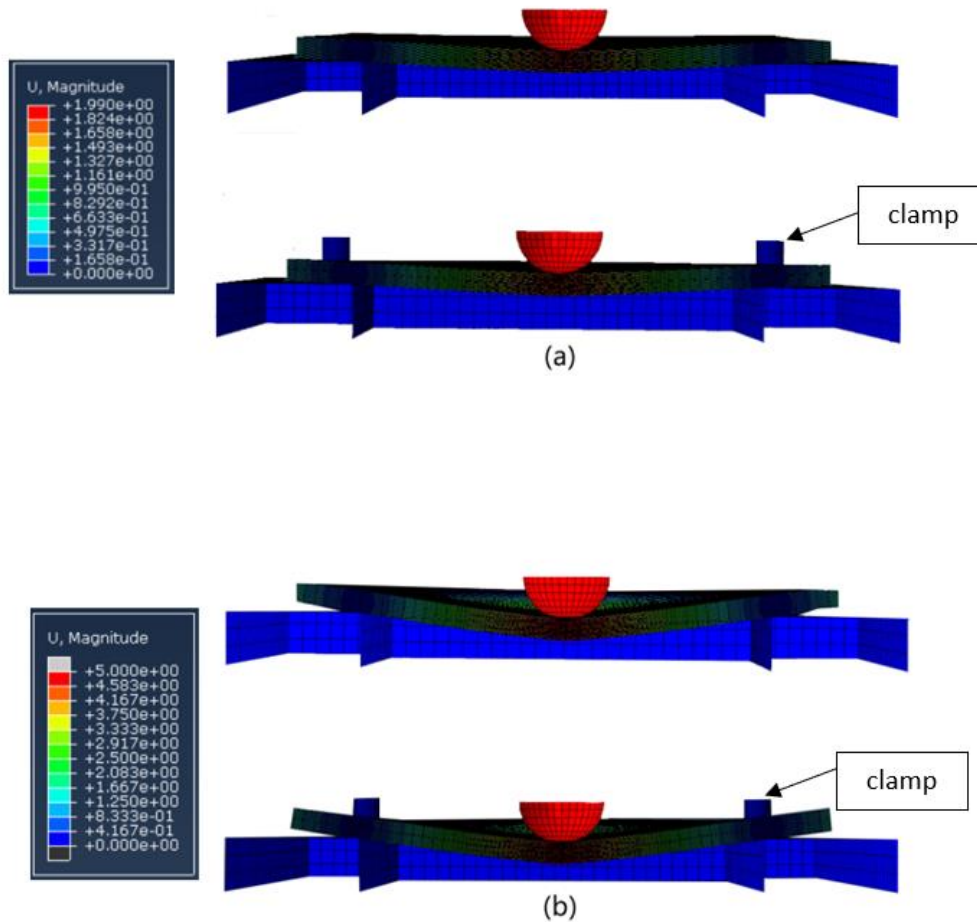 U, Magnitude
+1.990e+00
+1.824e+00
+1.658e+00
+1.493e+00
+1.327e+00
+1.161e+00
+9.950e-01
+8.292e-01
+6.633e-01
+4.975e-01
+3.317e-01
+1.658e-01
+0.000e+00
clamp
(a)
U, Magnitude
+5.000e+00
+4.583e+00
+4.167e+00
+3.750e+00
+3.333e+00
+2.917e+00
+2.500e+00
+2.083e+00
+1.667e+00
+1.250e+00
+8.333e-01
+4.167e-01
+0.000e+00
clamp
(b)